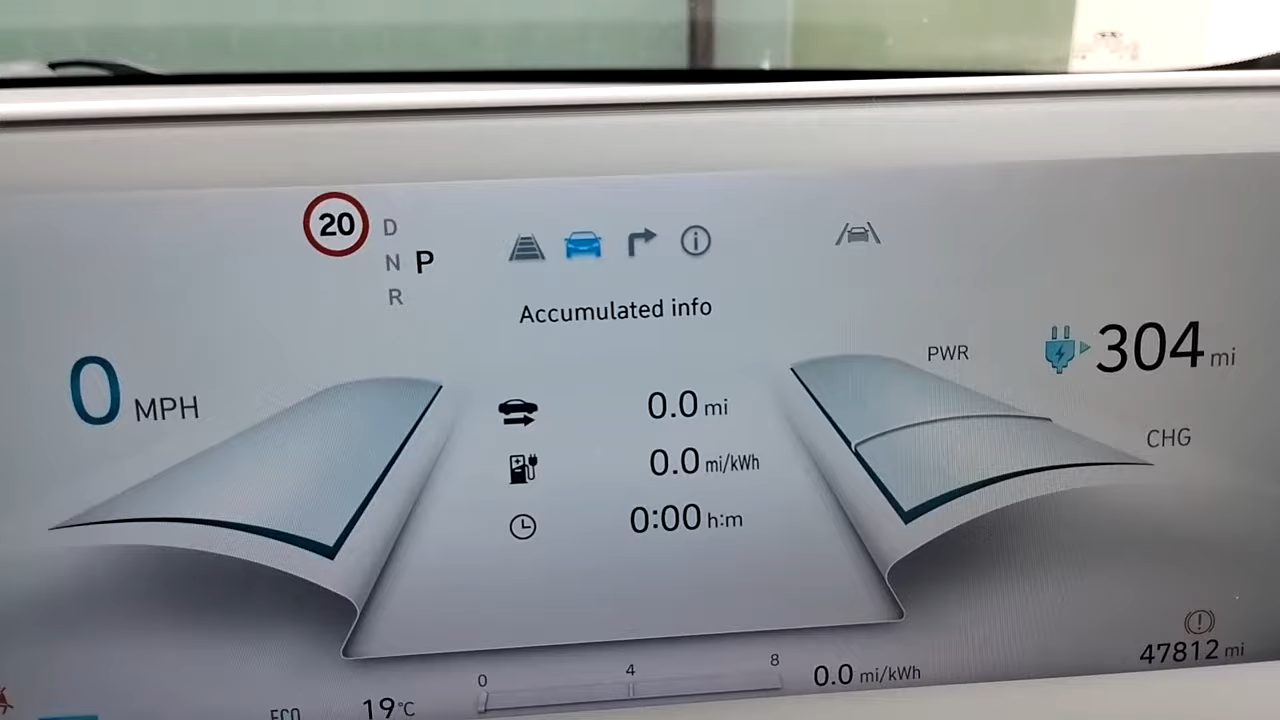 20
D
N P
R
Accumulated info
0 MPH
0.0 mi
0.0 mi/kWh
0:00 h:m
PWR
304 mi
CHG
47812 mi
0 4 8
0.0 mi/kWh
ECO
19°C